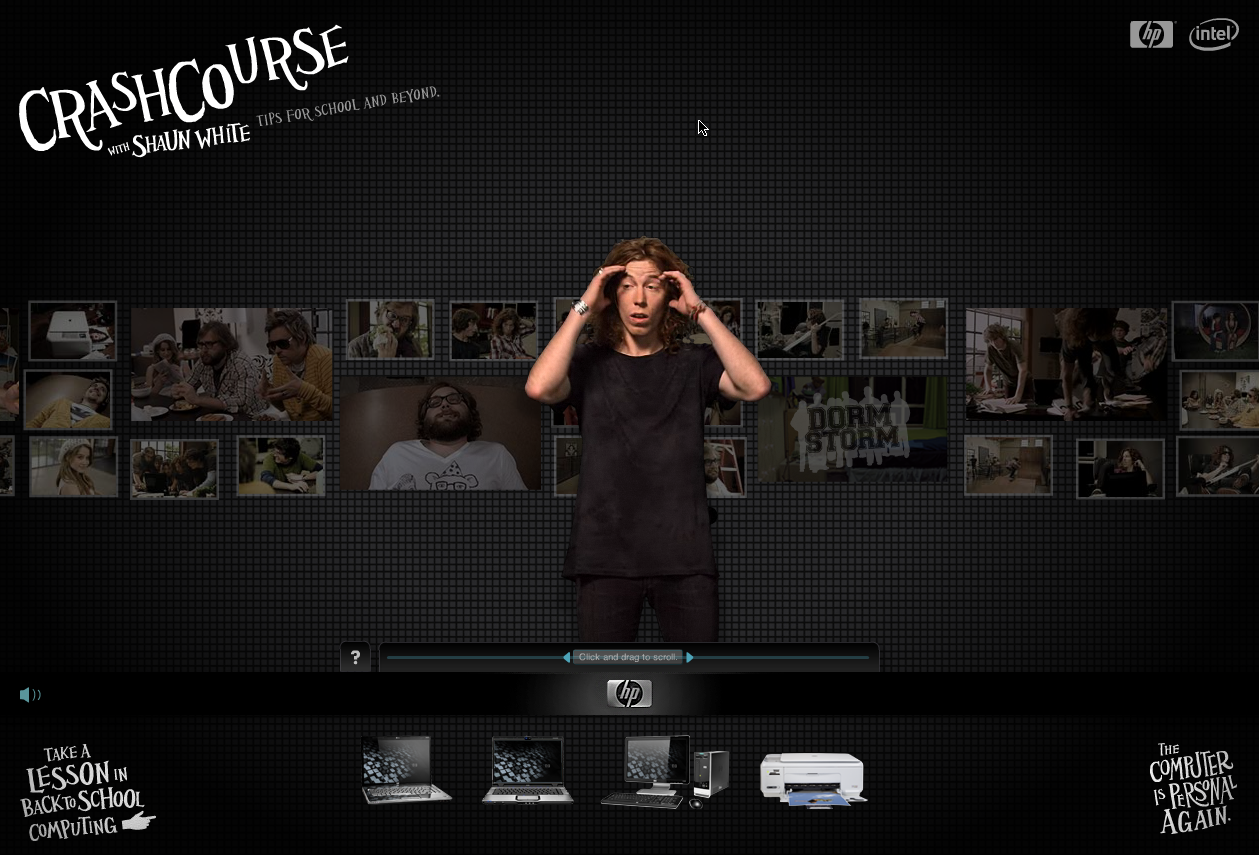 CRASHCOURSE
WITH SHAUN WHITE
TIPS FOR SCHOOL AND BEYOND.
hp
intel
DORM
STORM
?
Click and drag to scroll.
hp
TAKE A
LESSON IN
BACK TO SCHOOL
COMPUTING
THE
COMPUTER
IS PERSONAL
AGAIN.